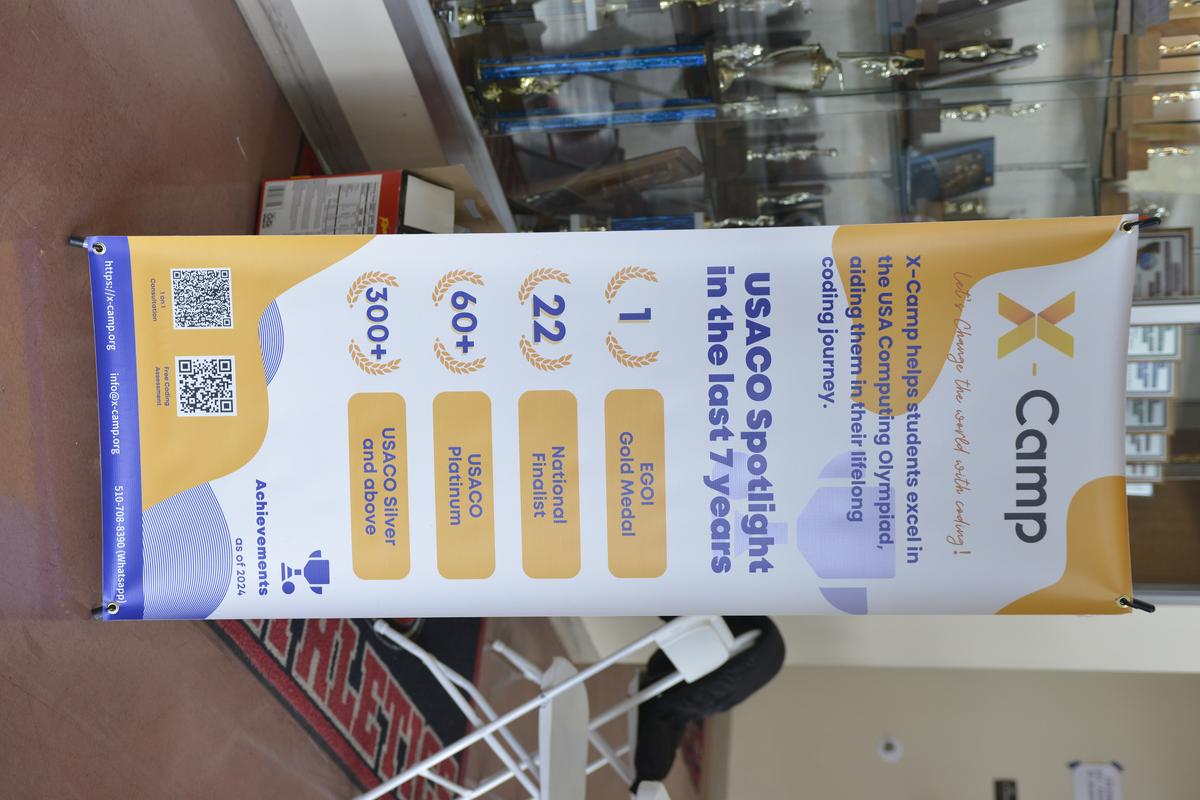 X-Camp
Let's Change the world with coding!
X-Camp helps students excel in
the USA Computing Olympiad,
aiding them in their lifelong
coding journey.
USACO Spotlight
in the last 7 years
1
EGOI
Gold Medal
22
National
Finalist
60+
USACO
Platinum
300+
USACO Silver
and above
Achievements
as of 2024
1 on 1
Consultation
Free Coding
Assessment
https://x-camp.org
info@x-camp.org
510-708-8390 (Whatsapp)
THLETIC